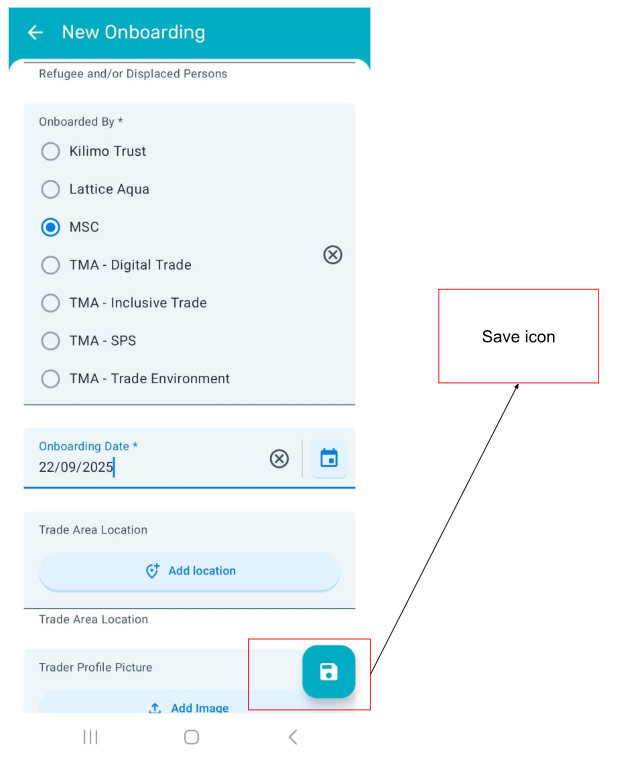 New Onboarding
Refugee and/or Displaced Persons
Onboarded By *
Kilimo Trust
Lattice Aqua
MSC
TMA - Digital Trade
TMA - Inclusive Trade
TMA - SPS
TMA - Trade Environment
Save icon
Onboarding Date *
22/09/2025
Trade Area Location
Add location
Trade Area Location
Trader Profile Picture
Add Image